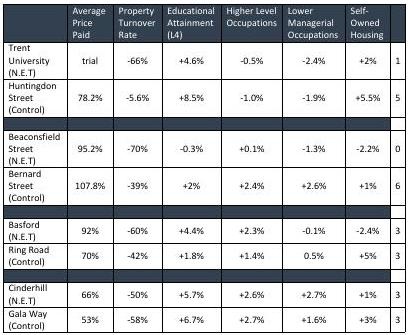 Average Price Paid | Property Turnover Rate | Educational Attainment (L4) | Higher Level Occupations | Lower Managerial Occupations | Self-Owned Housing
Trent University (N.E.T) | trial | -66% | +4.6% | -0.5% | -2.4% | +2% | 1
Huntingdon Street (Control) | 78.2% | -5.6% | +8.5% | -1.0% | -1.9% | +5.5% | 5
Beaconsfield Street (N.E.T) | 95.2% | -70% | -0.3% | +0.1% | -1.3% | -2.2% | 0
Bernard Street (Control) | 107.8% | -39% | +2% | +2.4% | +2.6% | +1% | 6
Basford (N.E.T) | 92% | -60% | +4.4% | +2.3% | -0.1% | -2.4% | 3
Ring Road (Control) | 70% | -42% | +1.8% | +1.4% | 0.5% | +5% | 3
Cinderhill (N.E.T) | 66% | -50% | +5.7% | +2.6% | +2.7% | +1% | 3
Gala Way (Control) | 53% | -58% | +6.7% | +2.7% | +1.6% | +3% | 3